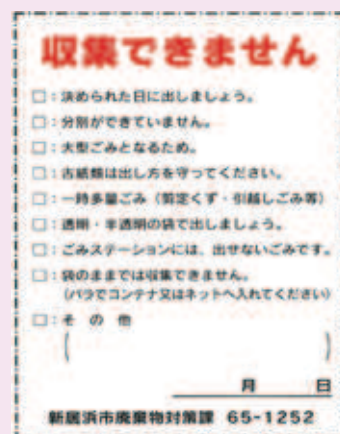 収集できません
□：決められた日に出しましょう。
□：分別ができていません。
□：大型ごみとなるため。
□：古紙類は出し方を守ってください。
□：一時多量ごみ（剪定くず・引越しごみ等）
□：透明・半透明の袋で出しましょう。
□：ごみステーションには、出せないごみです。
□：袋のままでは収集できません。
（バラでコンテナ又はネットへ入れてください）
□：その他
（　　　）
月　日
新居浜市廃棄物対策課 65-1252